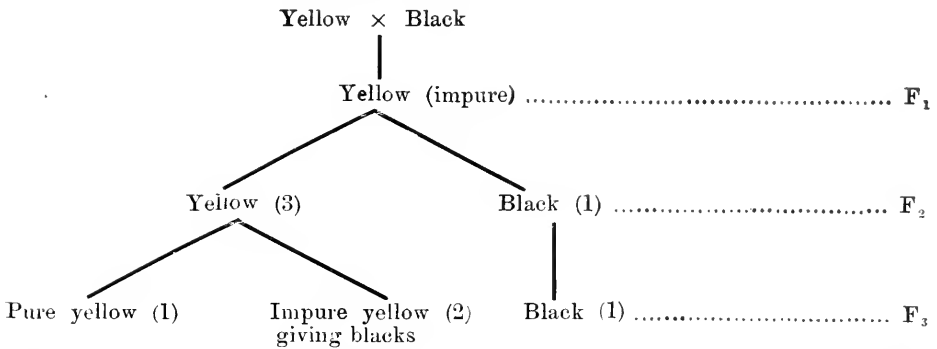 Yellow × Black
Yellow (impure) ........................................ F₁
Yellow (3) Black (1) .............................. F₂
Pure yellow (1) Impure yellow (2) Black (1) ............................ F₃
giving blacks